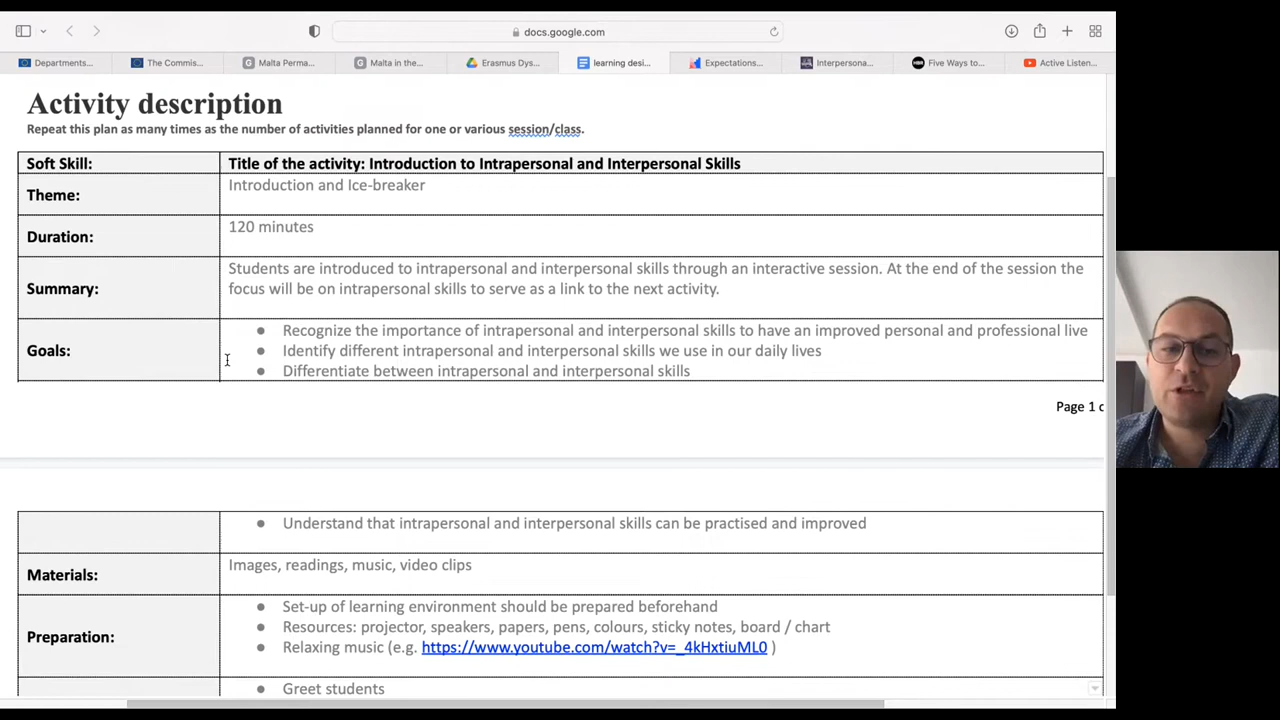 docs.google.com
Departments...
The Commis...
Malta Perma...
Malta in the...
Erasmus Dys...
learning desi...
Expectations...
Interpersona...
HBR
Five Ways to...
Active Listen...
Activity description
Repeat this plan as many times as the number of activities planned for one or various session/class.
Soft Skill:
Title of the activity: Introduction to Intrapersonal and Interpersonal Skills
Theme:
Introduction and Ice-breaker
Duration:
120 minutes
Summary:
Students are introduced to intrapersonal and interpersonal skills through an interactive session. At the end of the session the
focus will be on intrapersonal skills to serve as a link to the next activity.
Goals:
● Recognize the importance of intrapersonal and interpersonal skills to have an improved personal and professional live
● Identify different intrapersonal and interpersonal skills we use in our daily lives
● Differentiate between intrapersonal and interpersonal skills
Page 1 o
● Understand that intrapersonal and interpersonal skills can be practised and improved
Materials:
Images, readings, music, video clips
Preparation:
● Set-up of learning environment should be prepared beforehand
● Resources: projector, speakers, papers, pens, colours, sticky notes, board / chart
● Relaxing music (e.g. https://www.youtube.com/watch?v=_4kHxtiuML0 )
● Greet students